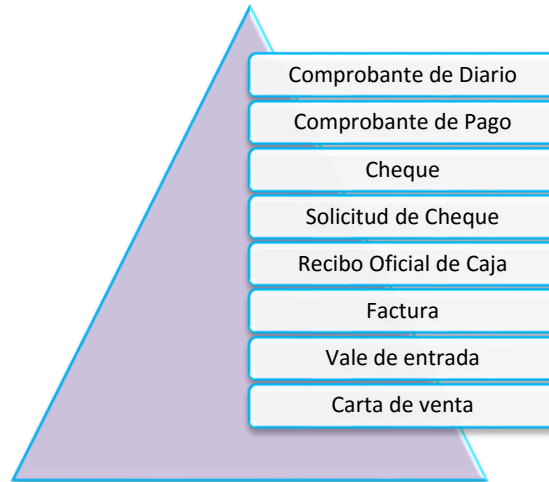 Comprobante de Diario
Comprobante de Pago
Cheque
Solicitud de Cheque
Recibo Oficial de Caja
Factura
Vale de entrada
Carta de venta